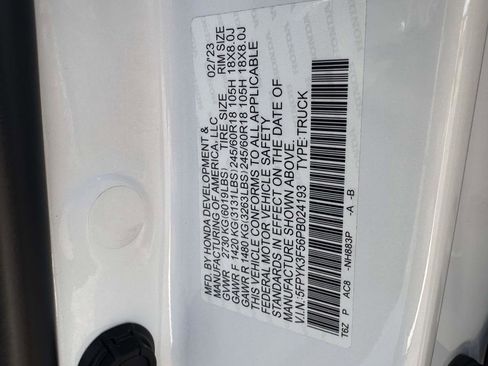 MFD. BY HONDA DEVELOPMENT &
MANUFACTURING OF AMERICA, LLC 02/'23
GVWR 2730 KG (6019LBS) TIRE SIZE RIM SIZE
GAWR F 1420 KG (3131LBS) 245/60R18 105H 18X8.0J
GAWR R 1480 KG (3263LBS) 245/60R18 105H 18X8.0J
THIS VEHICLE CONFORMS TO ALL APPLICABLE
FEDERAL MOTOR VEHICLE SAFETY
STANDARDS IN EFFECT ON THE DATE OF
MANUFACTURE SHOWN ABOVE.
V.I.N: 5FPYK3F56PB024193 TYPE: TRUCK
T6Z P AC8 -NH883P -A -B
HONDA